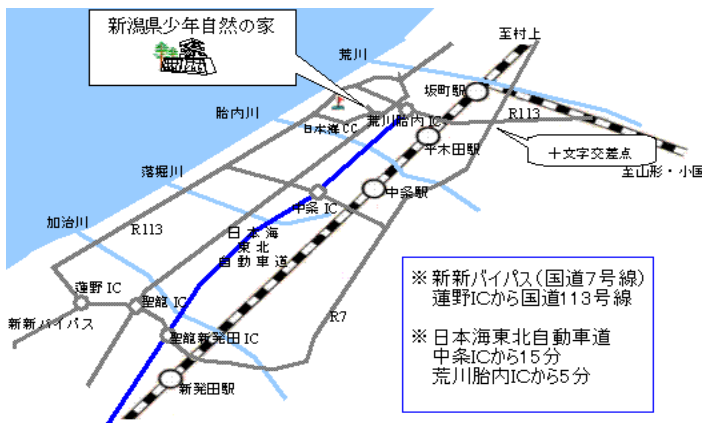 新潟県少年自然の家
荒川
至村上
坂町駅
胎内川
R113
日本海CC
荒川胎内IC
平木田駅
十文字交差点
落堀川
至山形・小国
中条駅
中条IC
加治川
R113
日本海
東北
自動車道
蓮野IC
聖籠IC
新新バイパス
R7
聖籠新発田IC
新発田駅
※ 新新バイパス(国道7号線)
蓮野ICから国道113号線
※ 日本海東北自動車道
中条ICから15分
荒川胎内ICから5分